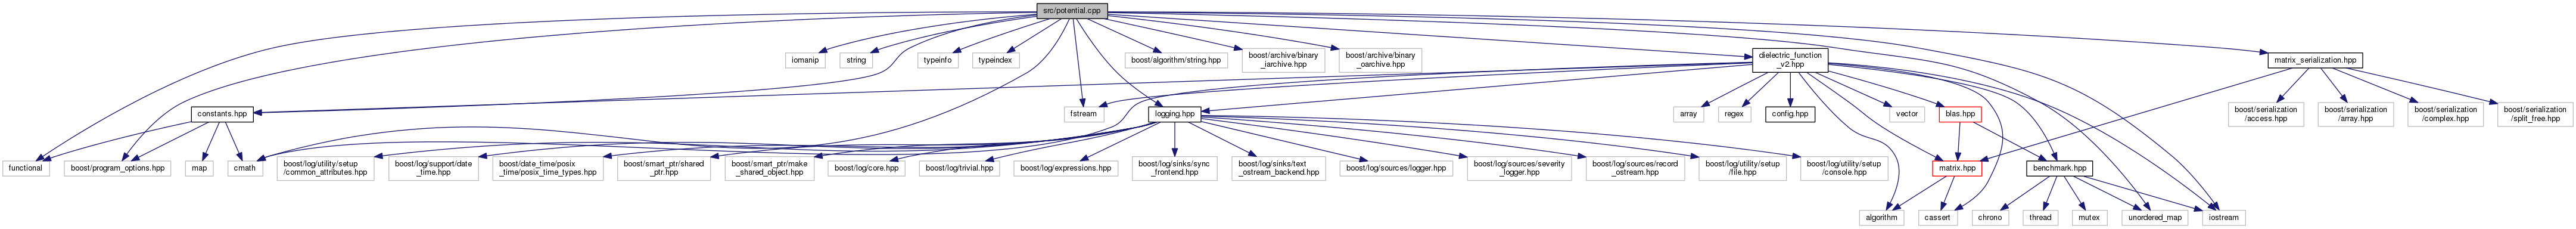 src/potential.cpp
iomanip
string
typeinfo
typeindex
boost/algorithm/string.hpp
boost/archive/binary
_iarchive.hpp
boost/archive/binary
_oarchive.hpp
dielectric_function
_v2.hpp
matrix_serialization.hpp
constants.hpp
fstream
logging.hpp
array
regex
config.hpp
vector
blas.hpp
boost/serialization
/access.hpp
boost/serialization
/array.hpp
boost/serialization
/complex.hpp
boost/serialization
/split_free.hpp
functional
boost/program_options.hpp
map
cmath
boost/log/utility/setup
/common_attributes.hpp
boost/log/support/date
_time.hpp
boost/date_time/posix
_time/posix_time_types.hpp
boost/smart_ptr/shared
_ptr.hpp
boost/smart_ptr/make
_shared_object.hpp
boost/log/core.hpp
boost/log/trivial.hpp
boost/log/expressions.hpp
boost/log/sinks/sync
_frontend.hpp
boost/log/sinks/text
_ostream_backend.hpp
boost/log/sources/logger.hpp
boost/log/sources/severity
_logger.hpp
boost/log/sources/record
_ostream.hpp
boost/log/utility/setup
/file.hpp
boost/log/utility/setup
/console.hpp
matrix.hpp
benchmark.hpp
algorithm
cassert
chrono
thread
mutex
unordered_map
iostream